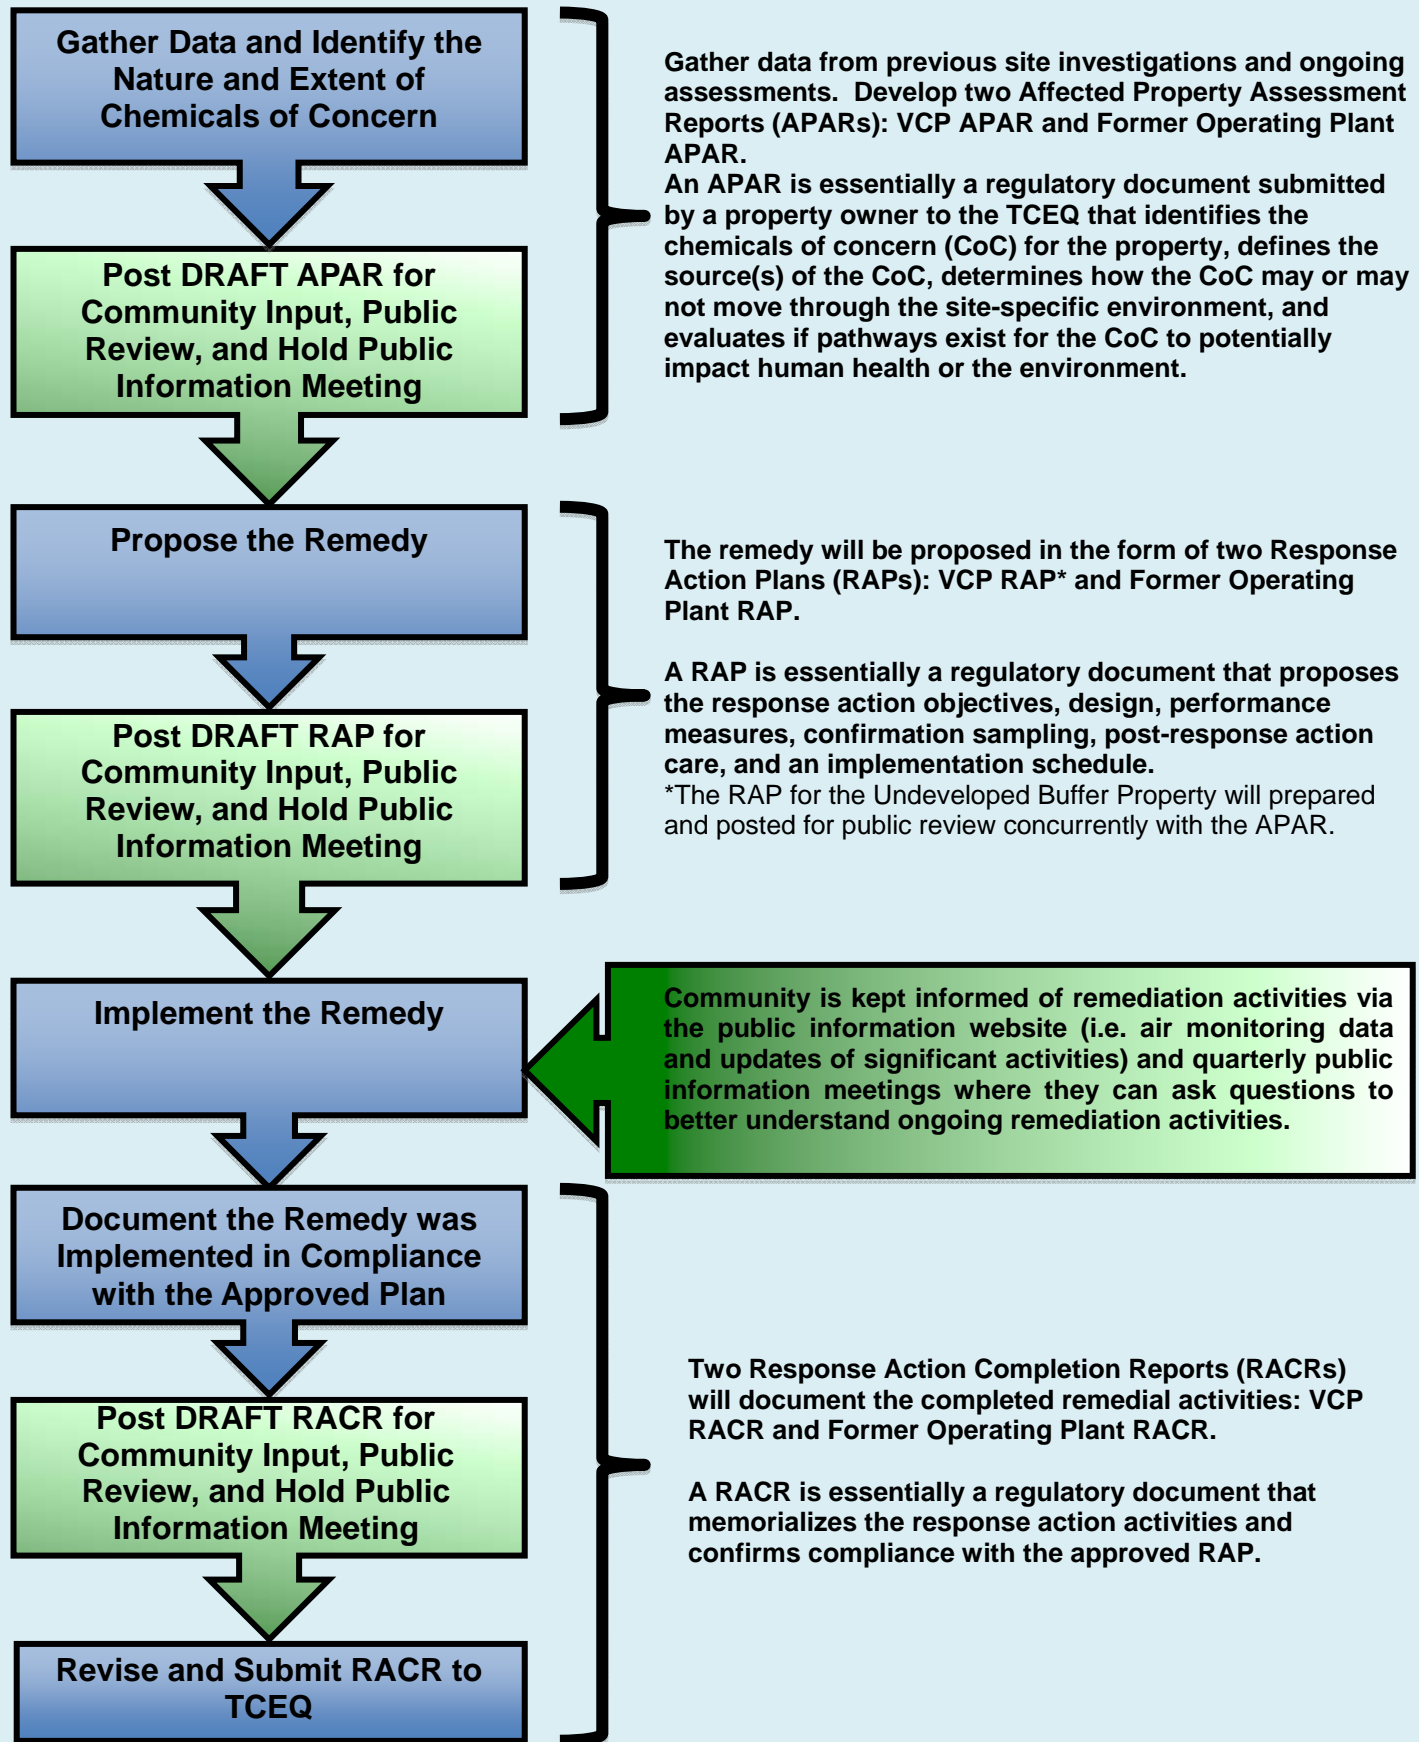 Gather Data and Identify the
Nature and Extent of
Chemicals of Concern
Gather data from previous site investigations and ongoing
assessments.  Develop two Affected Property Assessment
Reports (APARs): VCP APAR and Former Operating Plant
APAR.
An APAR is essentially a regulatory document submitted
by a property owner to the TCEQ that identifies the
chemicals of concern (CoC) for the property, defines the
source(s) of the CoC, determines how the CoC may or may
not move through the site-specific environment, and
evaluates if pathways exist for the CoC to potentially
impact human health or the environment.
Post DRAFT APAR for
Community Input, Public
Review, and Hold Public
Information Meeting
Propose the Remedy
The remedy will be proposed in the form of two Response
Action Plans (RAPs): VCP RAP* and Former Operating
Plant RAP.
A RAP is essentially a regulatory document that proposes
the response action objectives, design, performance
measures, confirmation sampling, post-response action
care, and an implementation schedule.
*The RAP for the Undeveloped Buffer Property will prepared
and posted for public review concurrently with the APAR.
Post DRAFT RAP for
Community Input, Public
Review, and Hold Public
Information Meeting
Implement the Remedy
Community is kept informed of remediation activities via
the public information website (i.e. air monitoring data
and updates of significant activities) and quarterly public
information meetings where they can ask questions to
better understand ongoing remediation activities.
Document the Remedy was
Implemented in Compliance
with the Approved Plan
Two Response Action Completion Reports (RACRs)
will document the completed remedial activities: VCP
RACR and Former Operating Plant RACR.
A RACR is essentially a regulatory document that
memorializes the response action activities and
confirms compliance with the approved RAP.
Post DRAFT RACR for
Community Input, Public
Review, and Hold Public
Information Meeting
Revise and Submit RACR to
TCEQ